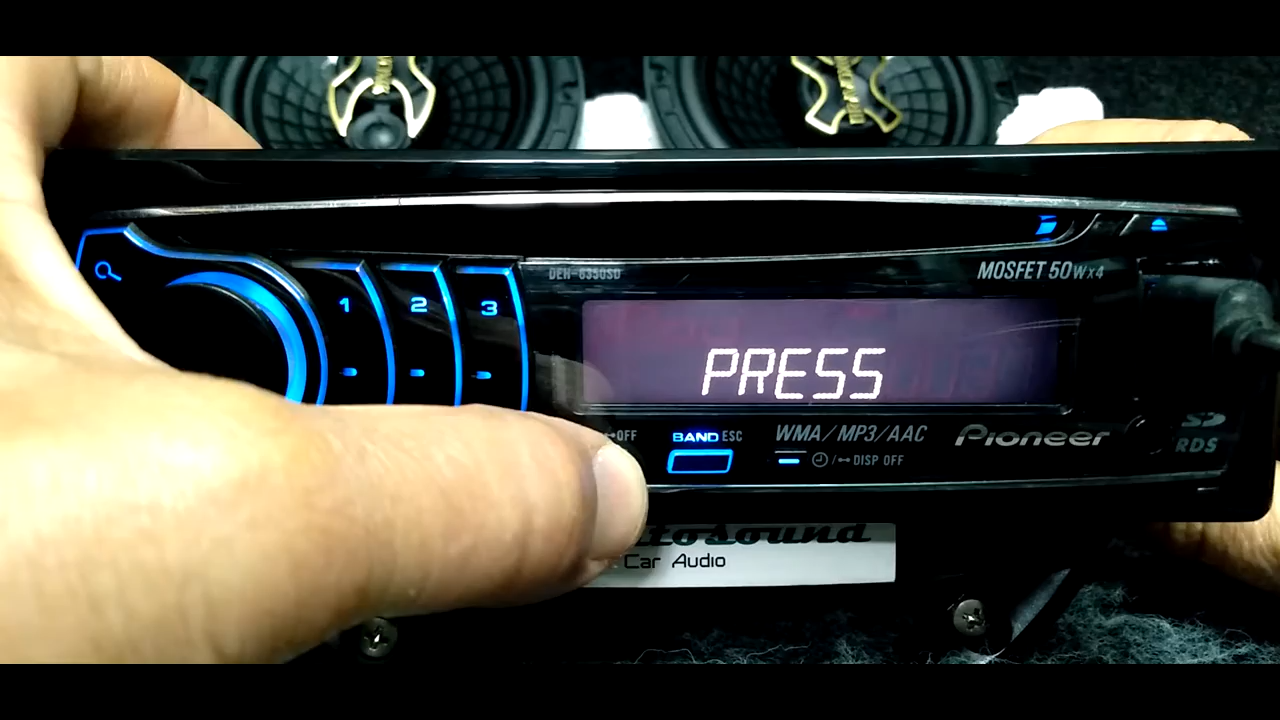 DEH-6350SD
MOSFET 50Wx4
1 2 3
PRESS
OFF
BAND ESC
WMA/MP3/AAC
DISP OFF
Pioneer
SD
RDS
tosound
Car Audio